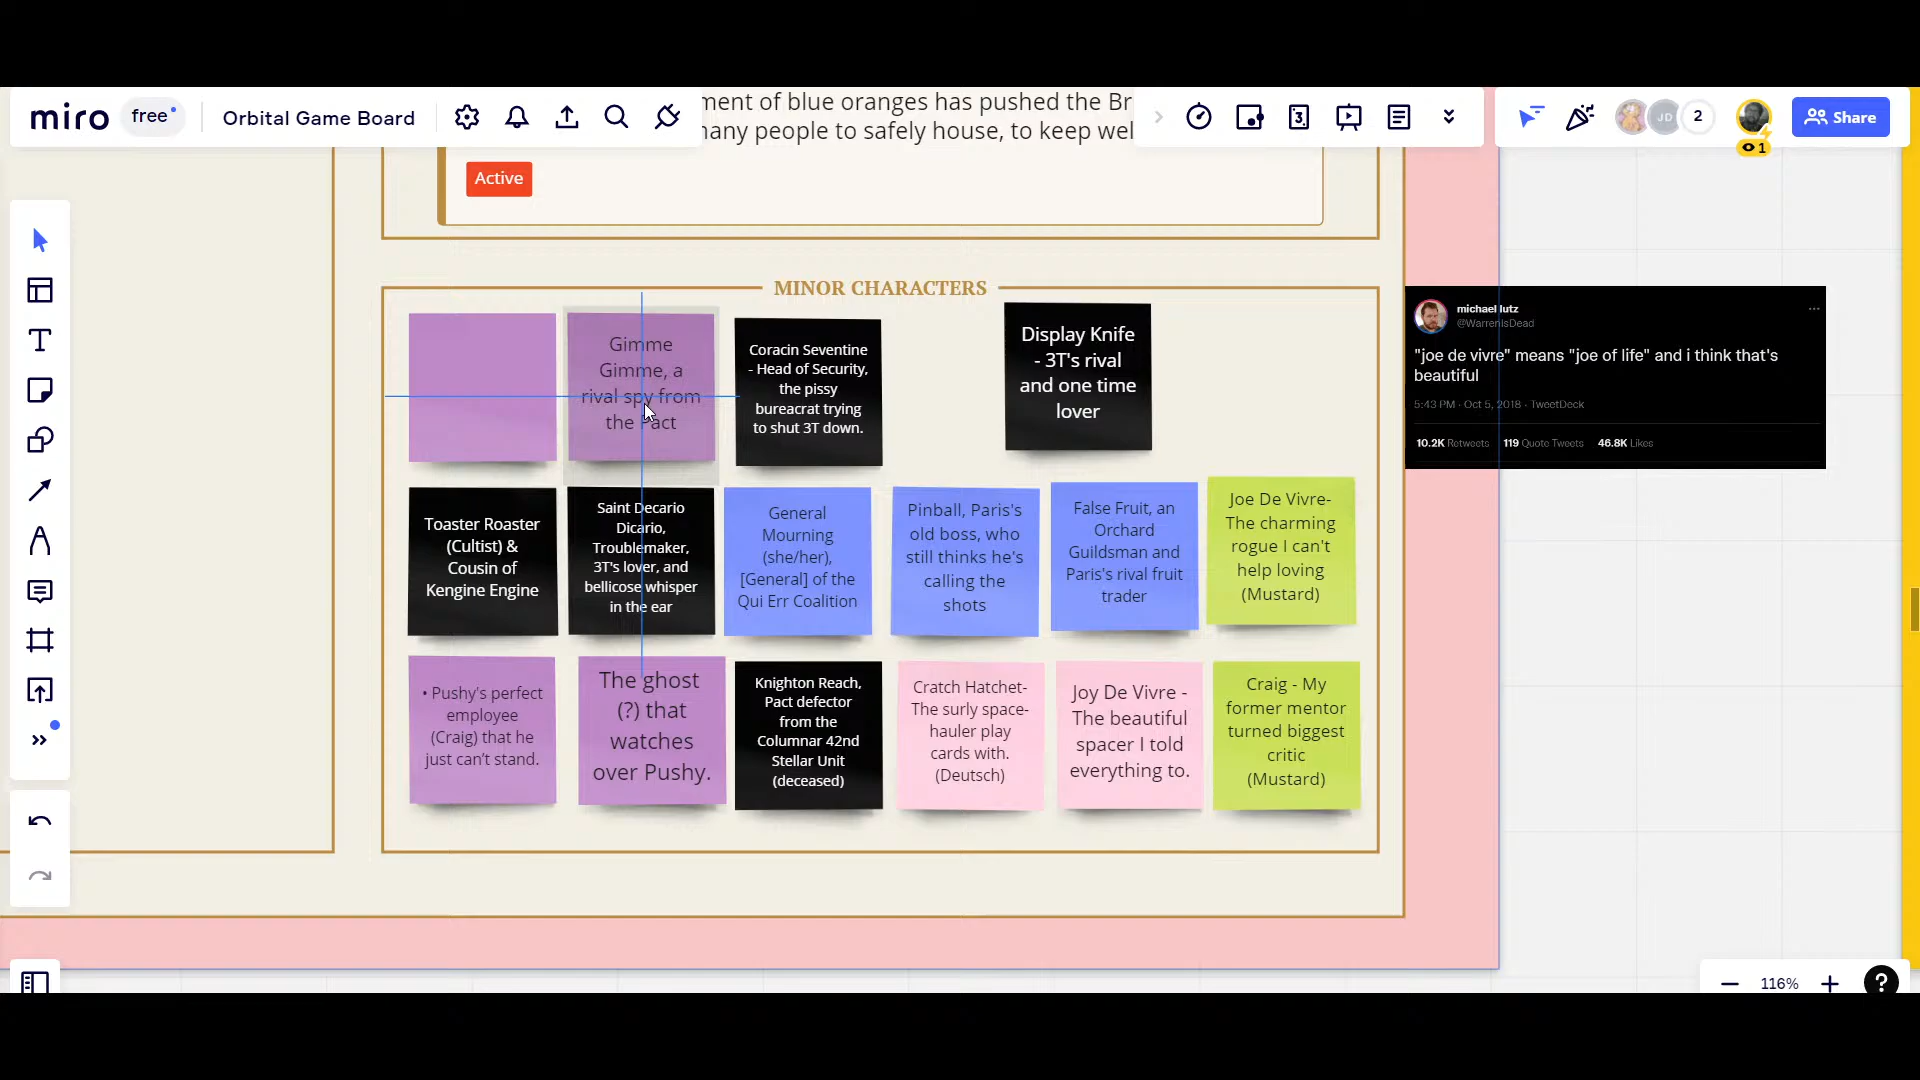 miro
free
Orbital Game Board
ment of blue oranges has pushed the Br
many people to safely house, to keep wel
3
JD
2
1
Share
Active
MINOR CHARACTERS
Gimme
Gimme, a
rival spy from
the Pact
Coracin Seventine
- Head of Security,
the pissy
bureacrat trying
to shut 3T down.
Display Knife
- 3T's rival
and one time
lover
michael lutz
@WarrenIsDead
"joe de vivre" means "joe of life" and i think that's
beautiful
5:43 PM · Oct 5, 2018 · TweetDeck
10.2K Retweets 119 Quote Tweets 46.8K Likes
Toaster Roaster
(Cultist) &
Cousin of
Kengine Engine
Saint Decario
Dicario,
Troublemaker,
3T's lover, and
bellicose whisper
in the ear
General
Mourning
(she/her),
[General] of the
Qui Err Coalition
Pinball, Paris's
old boss, who
still thinks he's
calling the
shots
False Fruit, an
Orchard
Guildsman and
Paris's rival fruit
trader
Joe De Vivre-
The charming
rogue I can't
help loving
(Mustard)
• Pushy's perfect
employee
(Craig) that he
just can't stand.
The ghost
(?) that
watches
over Pushy.
Knighton Reach,
Pact defector
from the
Columnar 42nd
Stellar Unit
(deceased)
Cratch Hatchet-
The surly space-
hauler play
cards with.
(Deutsch)
Joy De Vivre -
The beautiful
spacer I told
everything to.
Craig - My
former mentor
turned biggest
critic
(Mustard)
116%
?